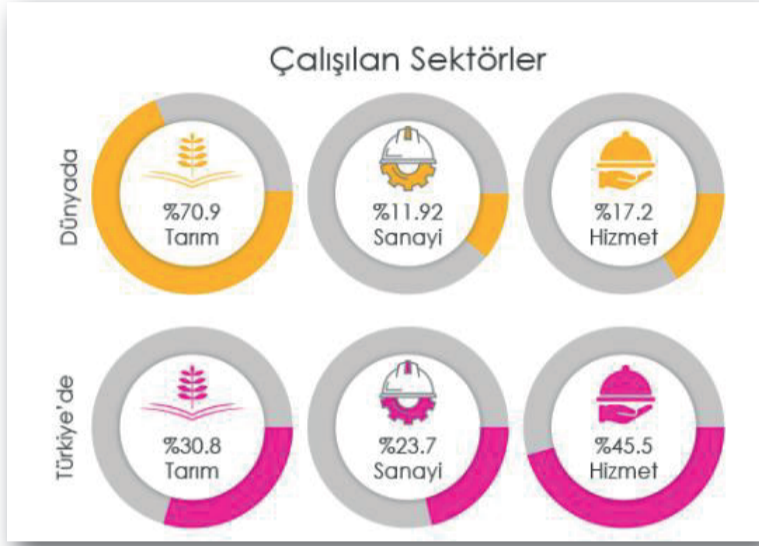 Çalışılan Sektörler
Dünyada
%70.9
Tarım
%11.92
Sanayi
%17.2
Hizmet
Türkiye'de
%30.8
Tarım
%23.7
Sanayi
%45.5
Hizmet